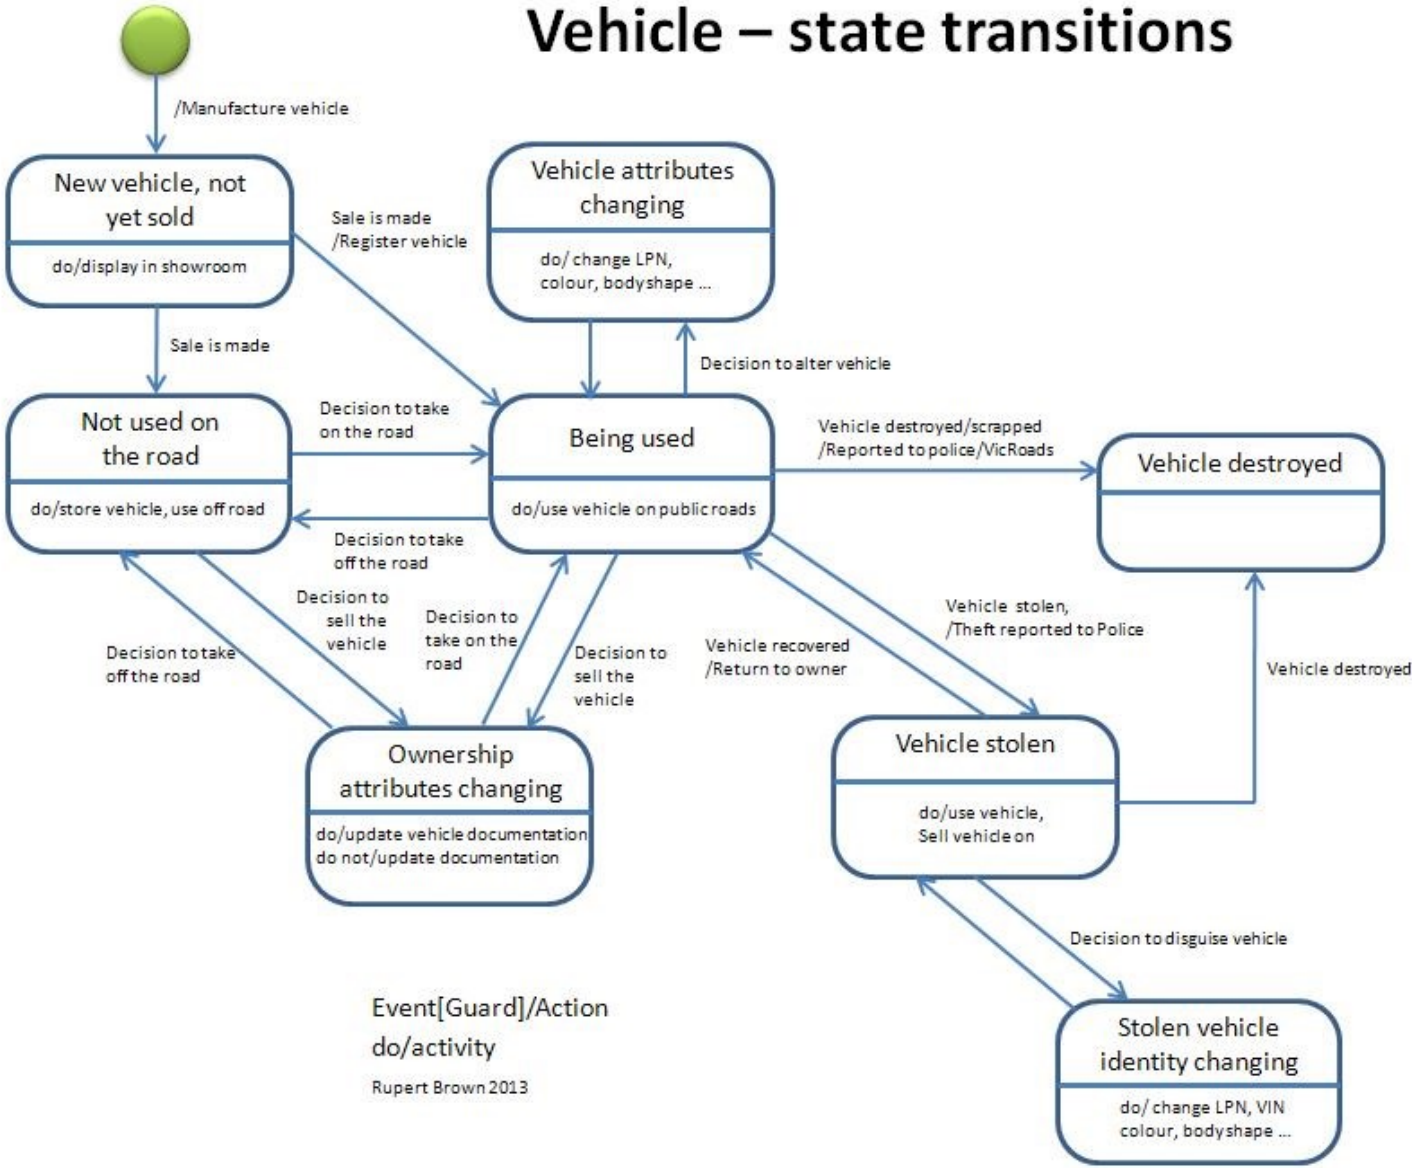 Vehicle – state transitions
/Manufacture vehicle
New vehicle, not
yet sold
do/display in showroom
Sale is made
/Register vehicle
Vehicle attributes
changing
do/ change LPN,
colour, bodyshape ...
Sale is made
Decision to alter vehicle
Not used on
the road
do/store vehicle, use off road
Decision to take
on the road
Being used
do/use vehicle on public roads
Vehicle destroyed/scrapped
/Reported to police/VicRoads
Vehicle destroyed
Decision to take
off the road
Decision to take
off the road
Decision to
sell the
vehicle
Decision to
take on the
road
Decision to
sell the
vehicle
Vehicle recovered
/Return to owner
Vehicle stolen,
/Theft reported to Police
Vehicle destroyed
Ownership
attributes changing
do/update vehicle documentation
do not/update documentation
Vehicle stolen
do/use vehicle,
Sell vehicle on
Decision to disguise vehicle
Event[Guard]/Action
do/activity
Rupert Brown 2013
Stolen vehicle
identity changing
do/ change LPN, VIN
colour, bodyshape ...